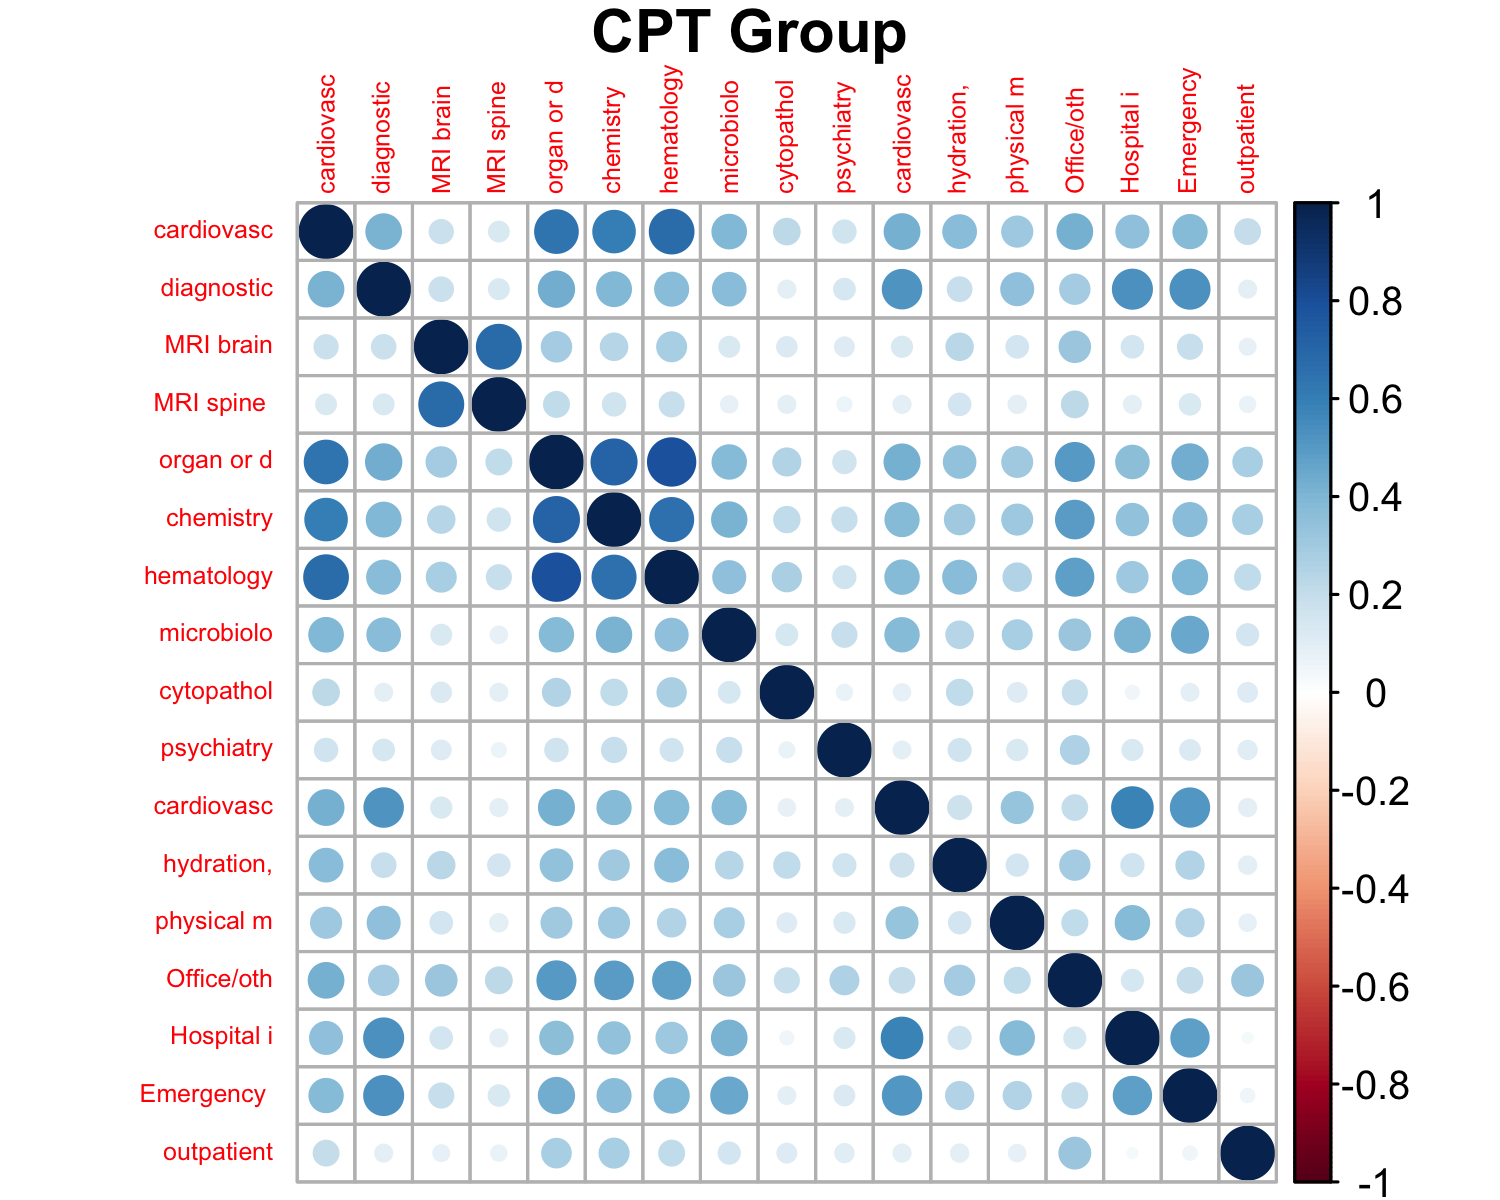 CPT Group
cardiovasc
diagnostic
MRI brain
MRI spine
organ or d
chemistry
hematology
microbiolo
cytopathol
psychiatry
cardiovasc
hydration,
physical m
Office/oth
Hospital i
Emergency
outpatient
cardiovasc
diagnostic
MRI brain
MRI spine
organ or d
chemistry
hematology
microbiolo
cytopathol
psychiatry
cardiovasc
hydration,
physical m
Office/oth
Hospital i
Emergency
outpatient
1
0.8
0.6
0.4
0.2
0
-0.2
-0.4
-0.6
-0.8
-1